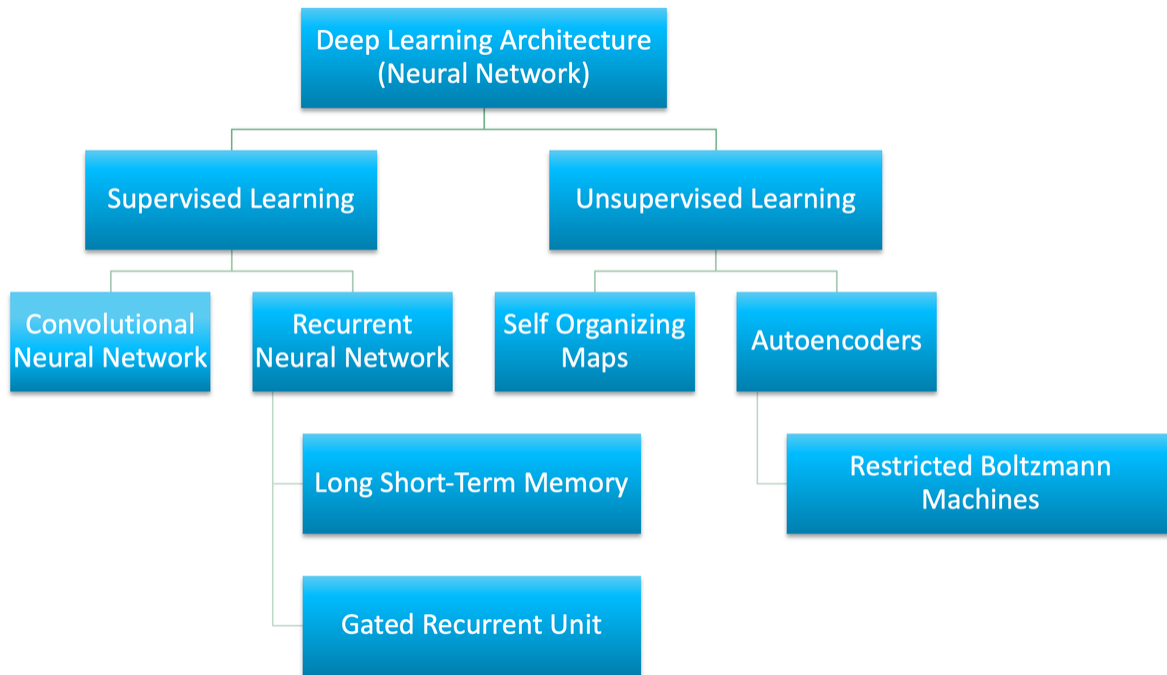 Deep Learning Architecture
(Neural Network)
Supervised Learning
Unsupervised Learning
Convolutional
Neural Network
Recurrent
Neural Network
Self Organizing
Maps
Autoencoders
Long Short-Term Memory
Restricted Boltzmann
Machines
Gated Recurrent Unit